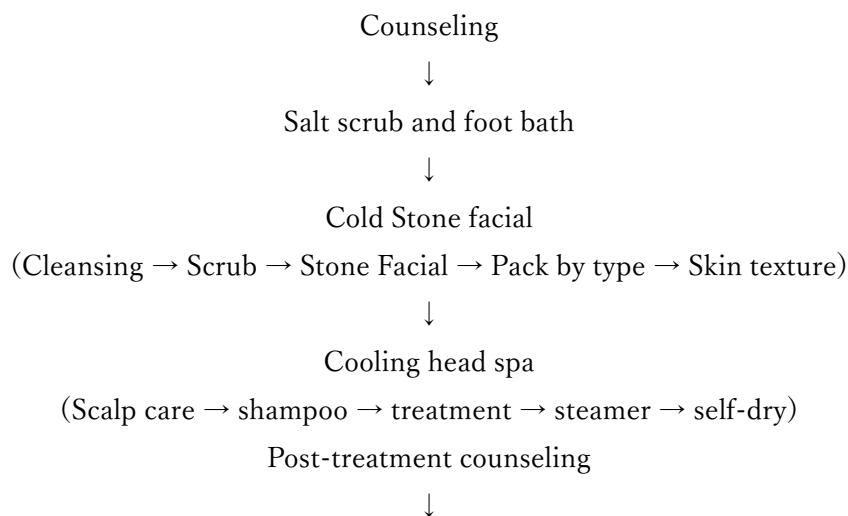 Counseling
↓
Salt scrub and foot bath
↓
Cold Stone facial
(Cleansing → Scrub → Stone Facial → Pack by type → Skin texture)
↓
Cooling head spa
(Scalp care → shampoo → treatment → steamer → self-dry)
Post-treatment counseling
↓